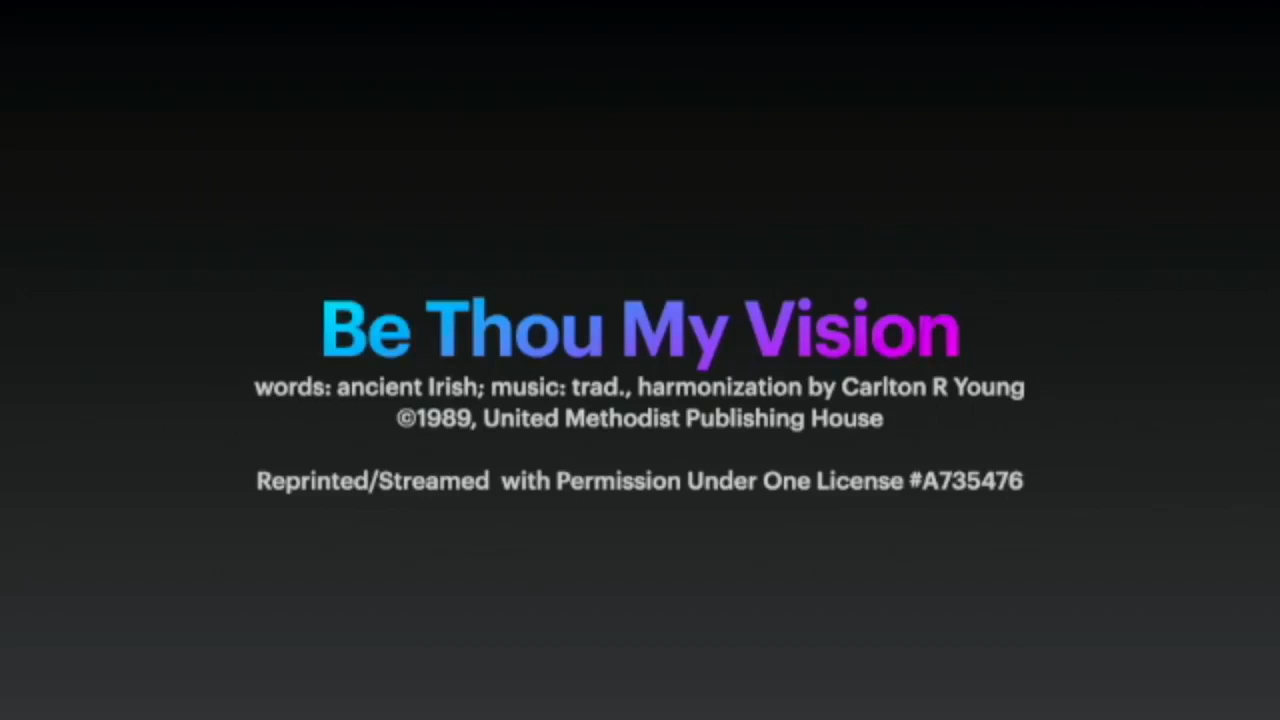 Be Thou My Vision
words: ancient Irish; music: trad., harmonization by Carlton R Young
©1989, United Methodist Publishing House
Reprinted/Streamed  with Permission Under One License #A735476